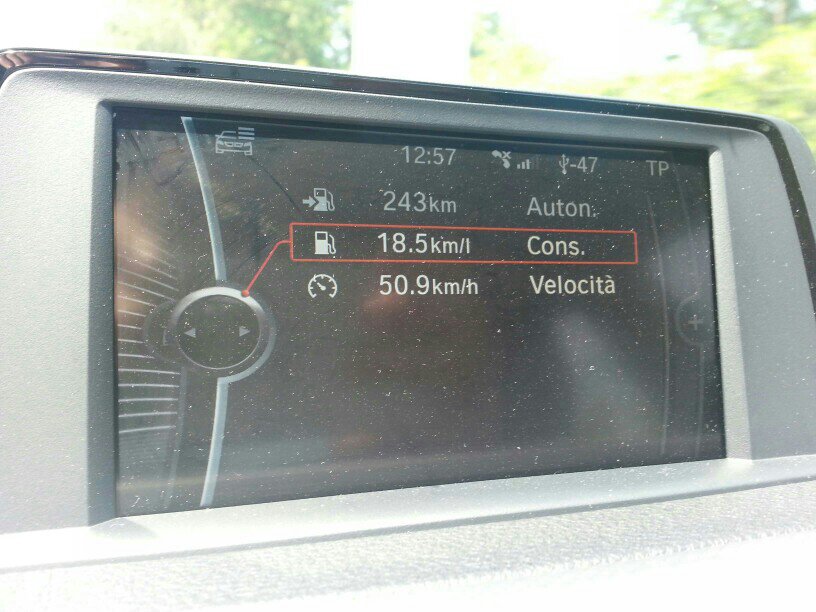 12:57 -47 TP
243km Auton.
18.5km/l Cons.
50.9km/h Velocità